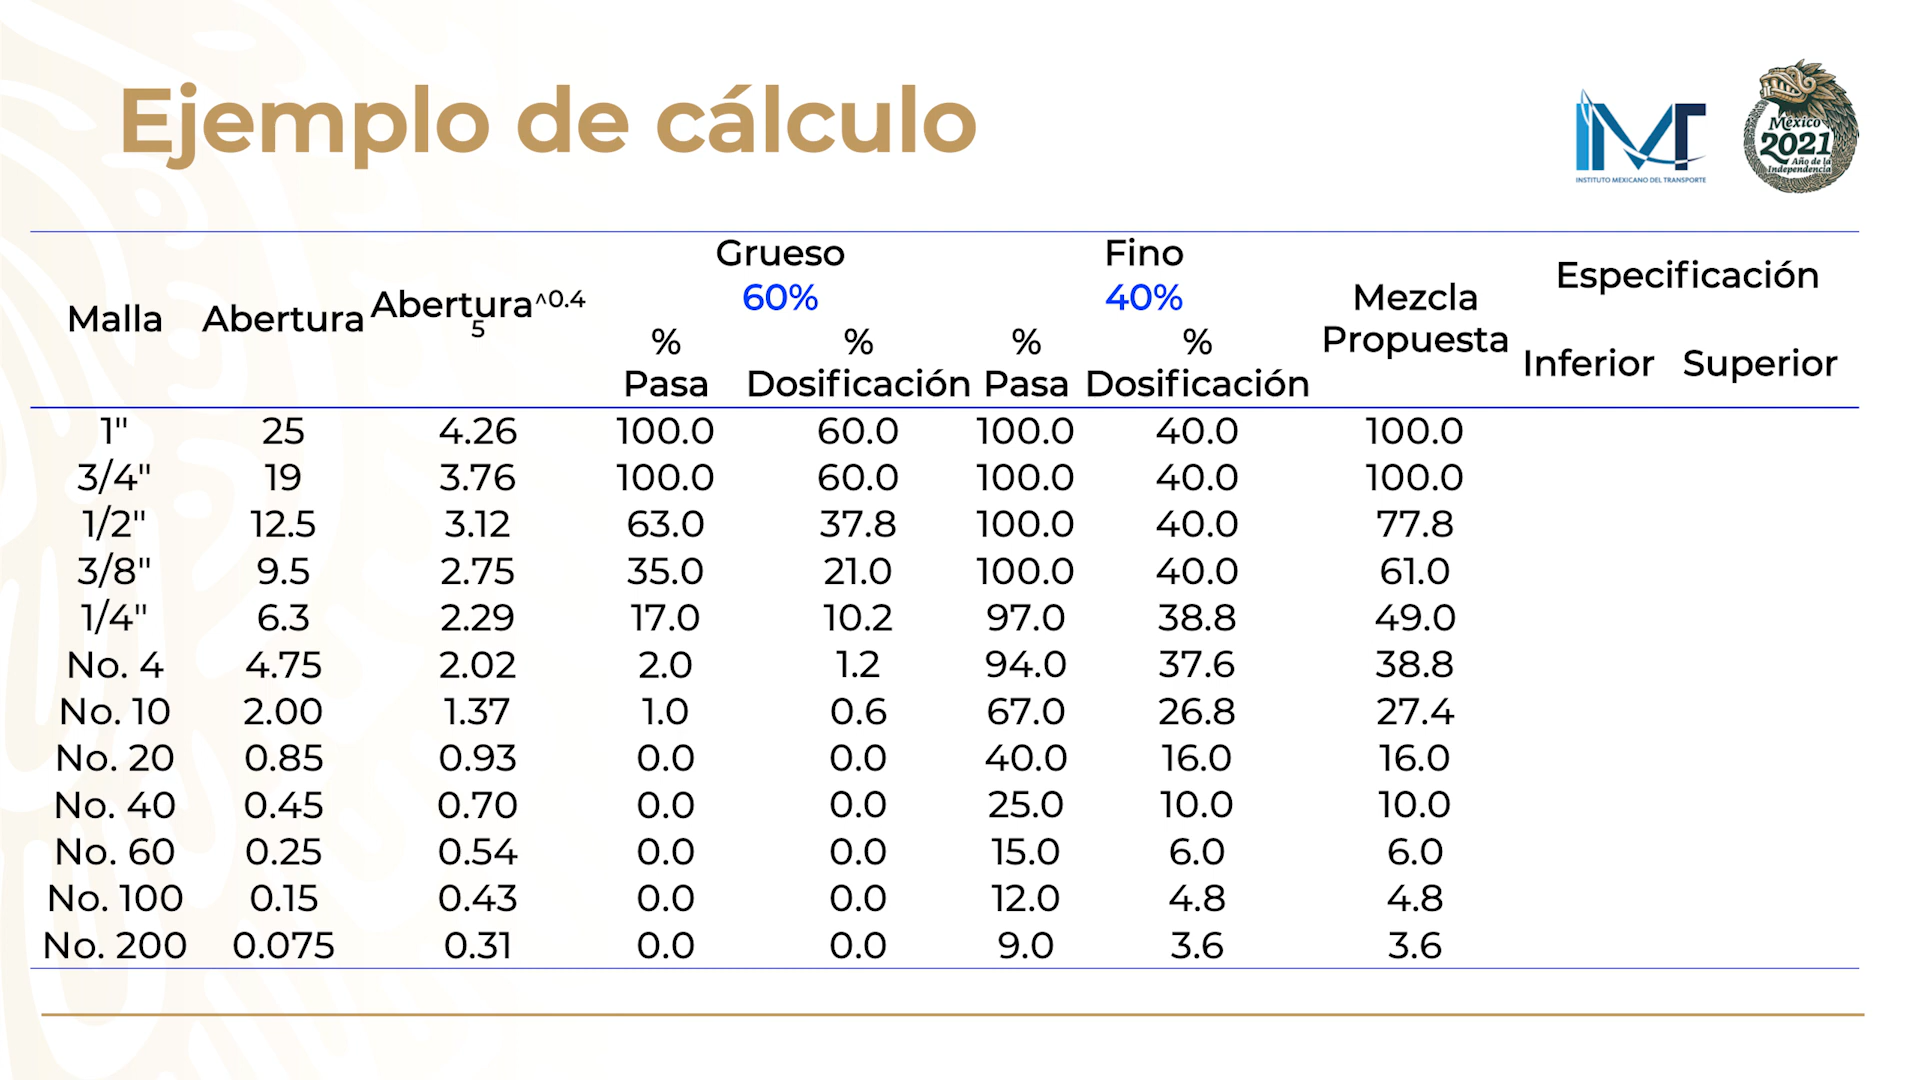 Ejemplo de cálculo
INSTITUTO MEXICANO DEL TRANSPORTE
México
2021
Año de la
Independencia
Malla Abertura Abertura^0.45 Grueso 60% Fino 40% Mezcla Propuesta Especificación
% Pasa % Dosificación % Pasa % Dosificación Inferior Superior
1" 25 4.26 100.0 60.0 100.0 40.0 100.0
3/4" 19 3.76 100.0 60.0 100.0 40.0 100.0
1/2" 12.5 3.12 63.0 37.8 100.0 40.0 77.8
3/8" 9.5 2.75 35.0 21.0 100.0 40.0 61.0
1/4" 6.3 2.29 17.0 10.2 97.0 38.8 49.0
No. 4 4.75 2.02 2.0 1.2 94.0 37.6 38.8
No. 10 2.00 1.37 1.0 0.6 67.0 26.8 27.4
No. 20 0.85 0.93 0.0 0.0 40.0 16.0 16.0
No. 40 0.45 0.70 0.0 0.0 25.0 10.0 10.0
No. 60 0.25 0.54 0.0 0.0 15.0 6.0 6.0
No. 100 0.15 0.43 0.0 0.0 12.0 4.8 4.8
No. 200 0.075 0.31 0.0 0.0 9.0 3.6 3.6